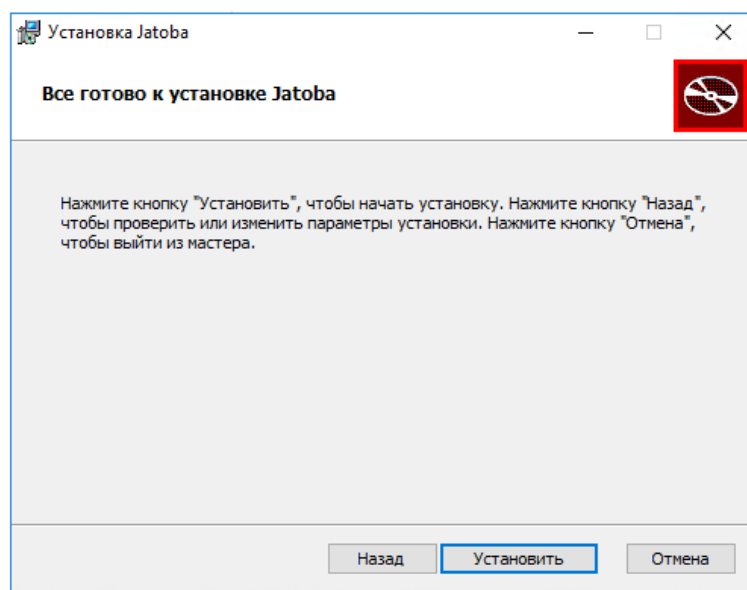 Установка Jatoba
Все готово к установке Jatoba
Нажмите кнопку "Установить", чтобы начать установку. Нажмите кнопку "Назад",
чтобы проверить или изменить параметры установки. Нажмите кнопку "Отмена",
чтобы выйти из мастера.
Назад
Установить
Отмена